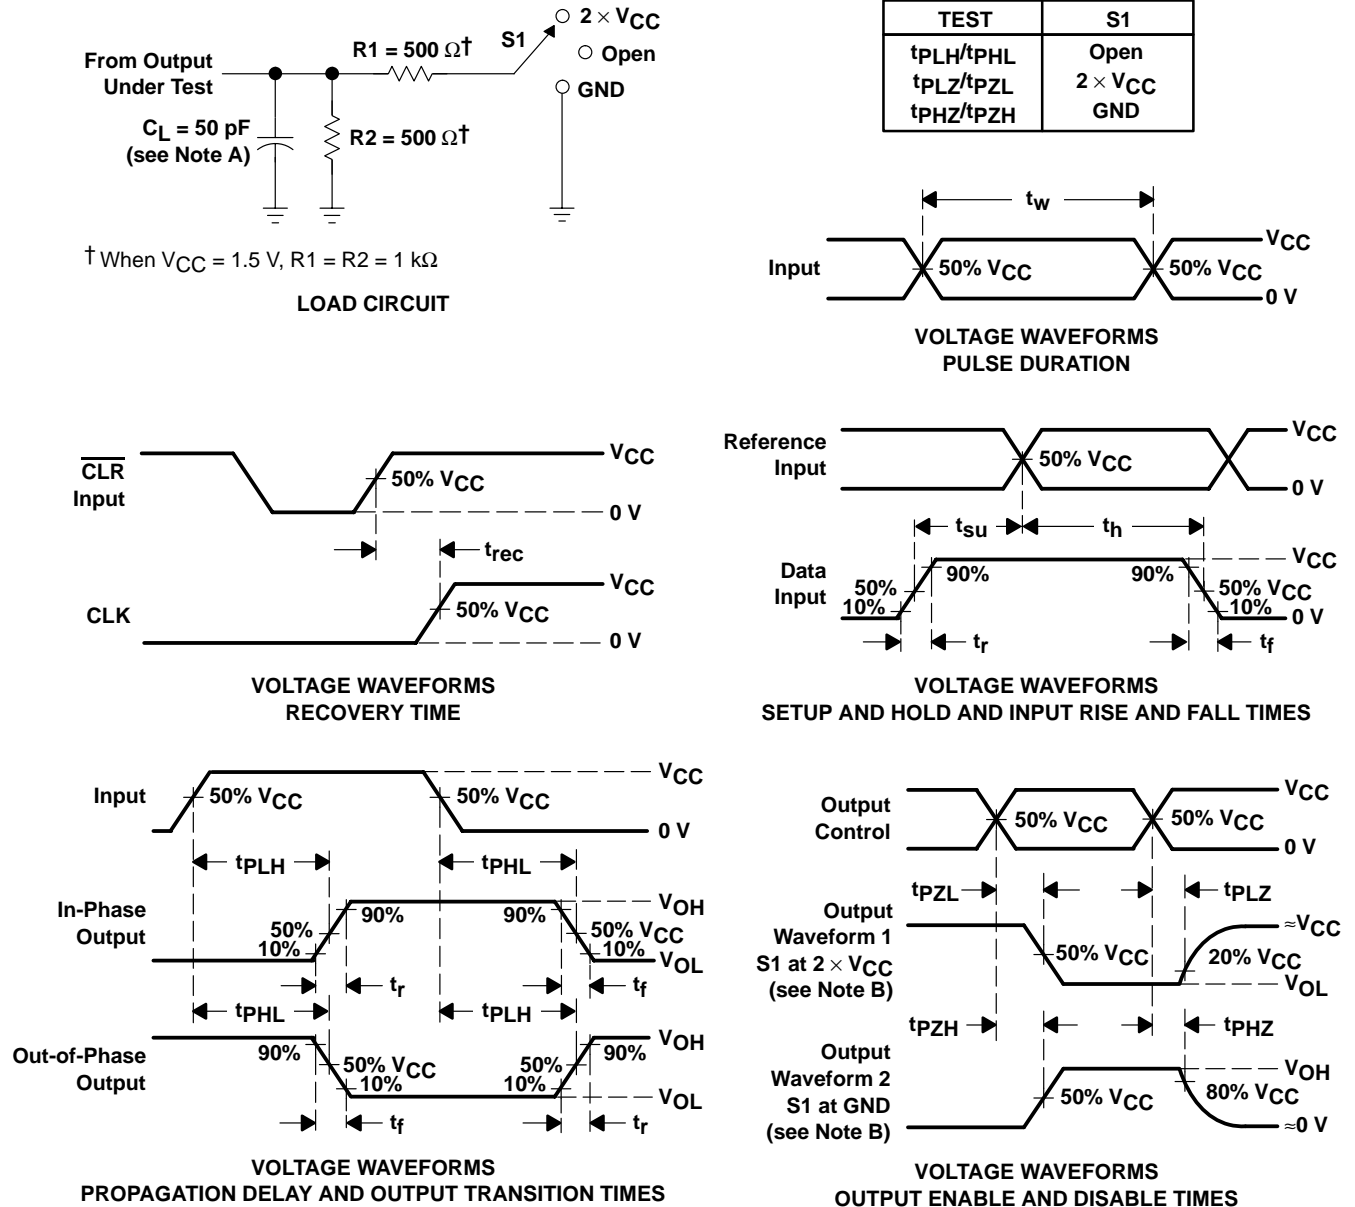 From Output
Under Test
CL = 50 pF
(see Note A)
R1 = 500 Ω†
R2 = 500 Ω†
S1
2 × VCC
Open
GND
† When VCC = 1.5 V, R1 = R2 = 1 kΩ
LOAD CIRCUIT
TEST S1
tPLH/tPHL Open
tPLZ/tPZL 2 × VCC
tPHZ/tPZH GND
tw
Input
50% VCC
50% VCC
VCC
0 V
VOLTAGE WAVEFORMS
PULSE DURATION
CLR
Input
50% VCC
VCC
0 V
trec
CLK
50% VCC
VCC
0 V
VOLTAGE WAVEFORMS
RECOVERY TIME
Reference
Input
50% VCC
VCC
0 V
tsu
th
Data
Input
50%
10%
90%
90%
VCC
50% VCC
10%
0 V
tr
tf
VOLTAGE WAVEFORMS
SETUP AND HOLD AND INPUT RISE AND FALL TIMES
Input
50% VCC
50% VCC
VCC
0 V
tPLH
tPHL
In-Phase
Output
50%
10%
90%
90%
VOH
50% VCC
10%
VOL
tr
tf
tPHL
tPLH
Out-of-Phase
Output
90%
50% VCC
10%
50%
10%
90%
VOH
VOL
tf
tr
VOLTAGE WAVEFORMS
PROPAGATION DELAY AND OUTPUT TRANSITION TIMES
Output
Control
50% VCC
50% VCC
VCC
0 V
tPZL
tPLZ
Output
Waveform 1
S1 at 2 × VCC
(see Note B)
50% VCC
≈VCC
20% VCC
VOL
tPZH
tPHZ
Output
Waveform 2
S1 at GND
(see Note B)
50% VCC
VOH
80% VCC
≈0 V
VOLTAGE WAVEFORMS
OUTPUT ENABLE AND DISABLE TIMES